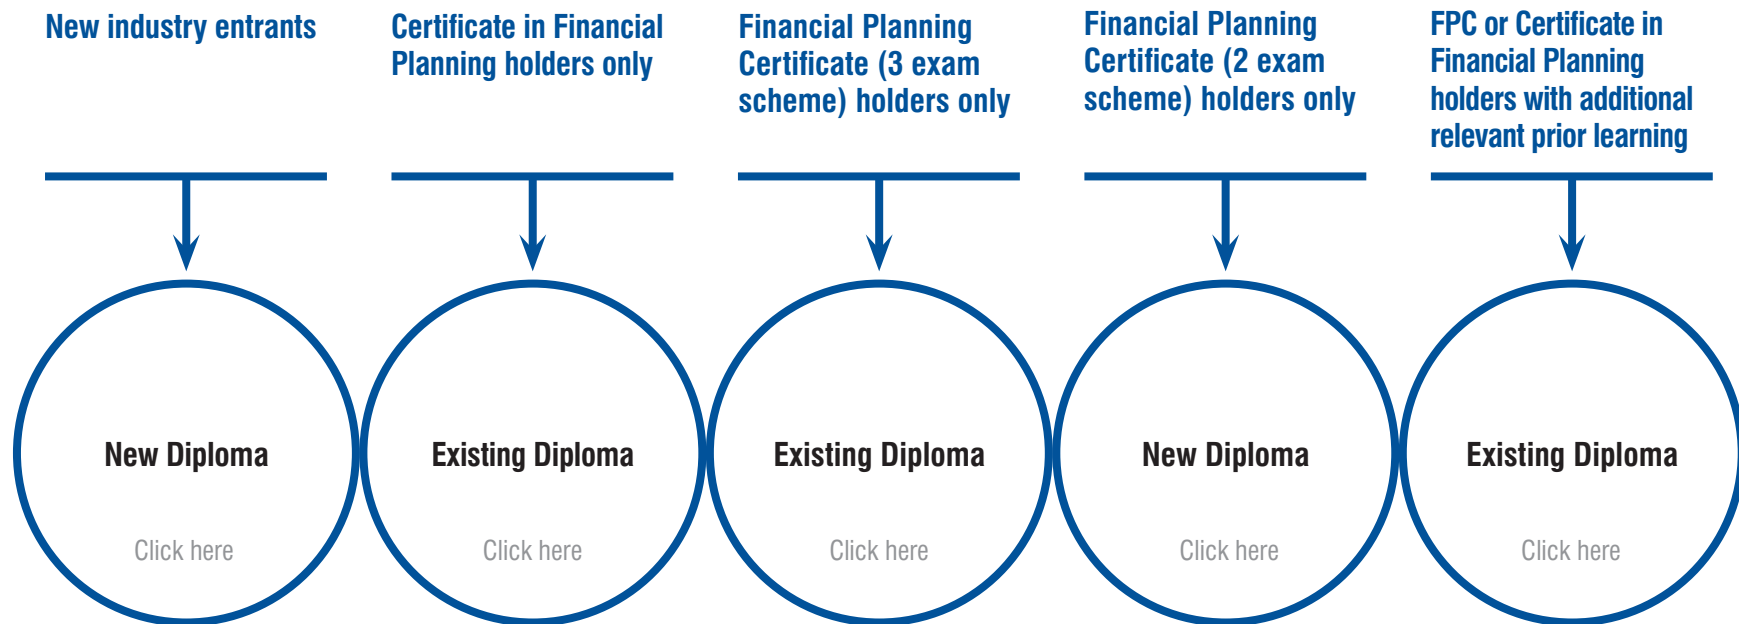 New industry entrants
Certificate in Financial
Planning holders only
Financial Planning
Certificate (3 exam
scheme) holders only
Financial Planning
Certificate (2 exam
scheme) holders only
FPC or Certificate in
Financial Planning
holders with additional
relevant prior learning
New Diploma
Click here
Existing Diploma
Click here
Existing Diploma
Click here
New Diploma
Click here
Existing Diploma
Click here